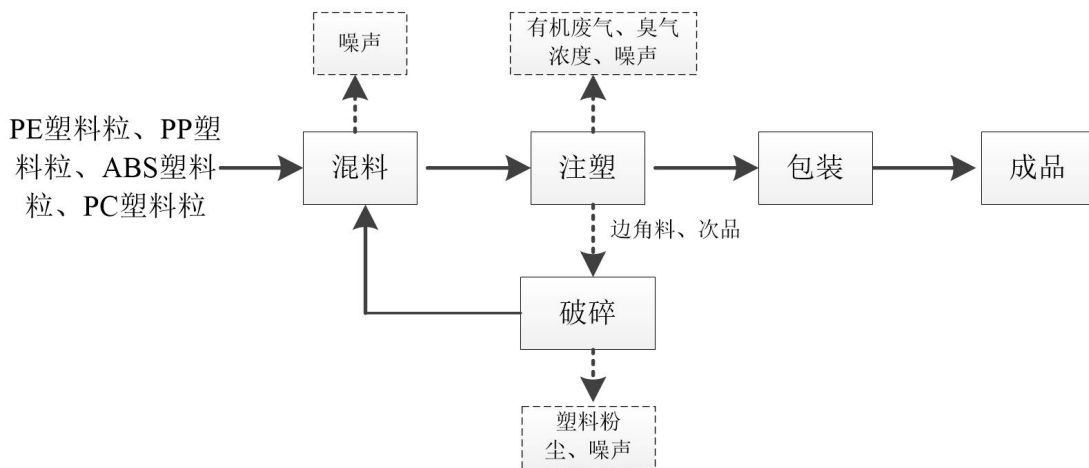 噪声
有机废气、臭气
浓度、噪声
PE塑料粒、PP塑
料粒、ABS塑料
粒、PC塑料粒
混料
注塑
包装
成品
边角料、次品
破碎
塑料粉
尘、噪声